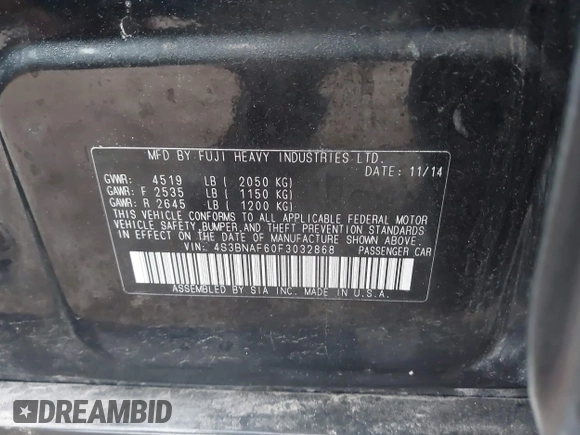 MFD BY FUJI HEAVY INDUSTRIES LTD.
DATE: 11/14
GVWR: 4519 LB ( 2050 KG)
GAWR: F 2535 LB ( 1150 KG)
GAWR: R 2645 LB ( 1200 KG)
THIS VEHICLE CONFORMS TO ALL APPLICABLE FEDERAL MOTOR
VEHICLE SAFETY, BUMPER, AND THEFT PREVENTION STANDARDS
IN EFFECT ON THE DATE OF MANUFACTURE SHOWN ABOVE.
VIN: 4S3BNAF60F3032868 PASSENGER CAR
ASSEMBLED BY SIA INC. MADE IN U.S.A.
DREAMBID